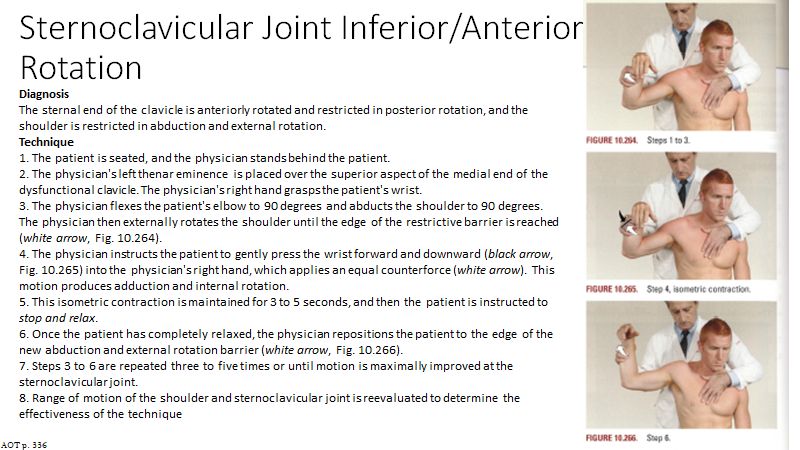 Sternoclavicular Joint Inferior/Anterior
Rotation
Diagnosis
The sternal end of the clavicle is anteriorly rotated and restricted in posterior rotation, and the
shoulder is restricted in abduction and external rotation.
Technique
1. The patient is seated, and the physician stands behind the patient.
2. The physician's left thenar eminence is placed over the superior aspect of the medial end of the
dysfunctional clavicle. The physician's right hand grasps the patient's wrist.
3. The physician flexes the patient's elbow to 90 degrees and abducts the shoulder to 90 degrees.
The physician then externally rotates the shoulder until the edge of the restrictive barrier is reached
(white arrow, Fig. 10.264).
4. The physician instructs the patient to gently press the wrist forward and downward (black arrow,
Fig. 10.265) into the physician's right hand, which applies an equal counterforce (white arrow). This
motion produces adduction and internal rotation.
5. This isometric contraction is maintained for 3 to 5 seconds, and then the patient is instructed to
stop and relax.
6. Once the patient has completely relaxed, the physician repositions the patient to the edge of the
new abduction and external rotation barrier (white arrow, Fig. 10.266).
7. Steps 3 to 6 are repeated three to five times or until motion is maximally improved at the
sternoclavicular joint.
8. Range of motion of the shoulder and sternoclavicular joint is reevaluated to determine the
effectiveness of the technique
AOT p. 336
FIGURE 10.264. Steps 1 to 3.
FIGURE 10.265. Step 4, isometric contraction.
FIGURE 10.266. Step 6.